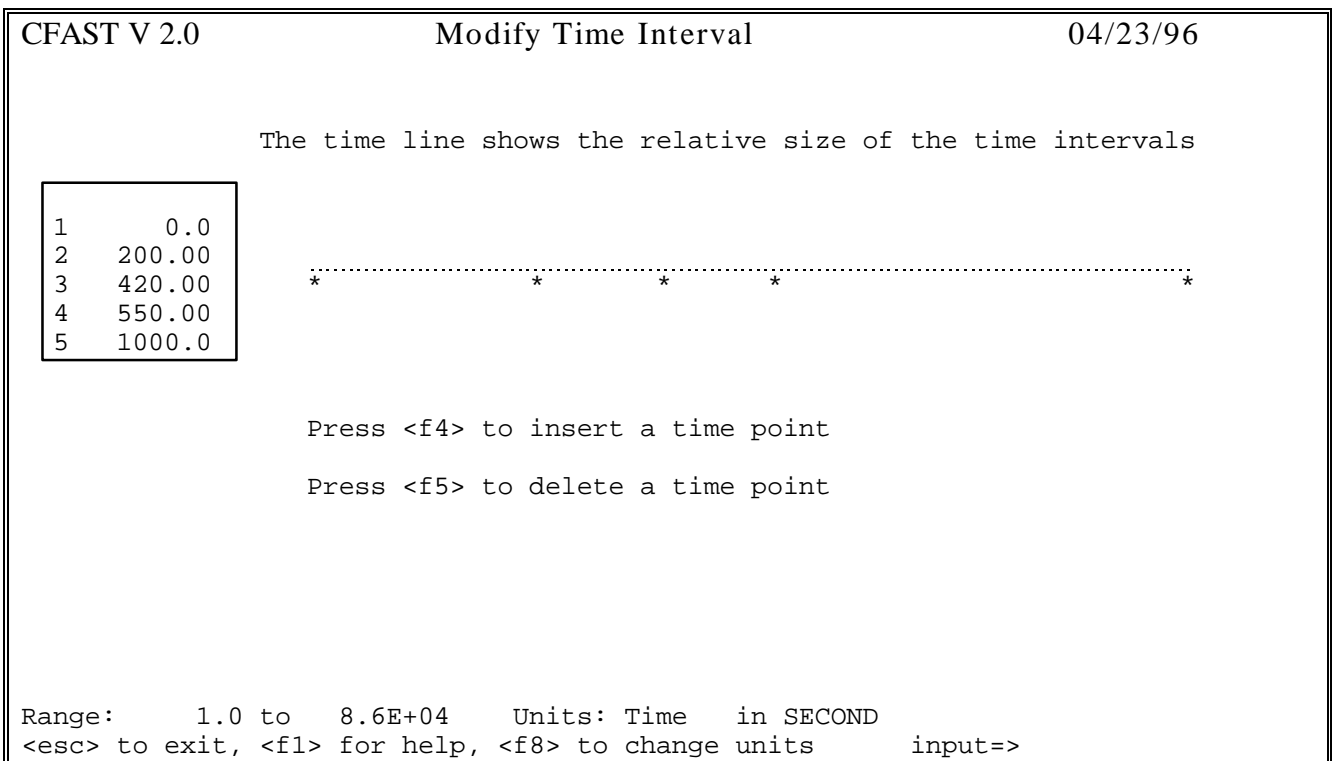 CFAST V 2.0 Modify Time Interval 04/23/96
The time line shows the relative size of the time intervals
1 0.0
2 200.00
3 420.00
4 550.00
5 1000.0
* * * * *
Press <f4> to insert a time point
Press <f5> to delete a time point
Range: 1.0 to 8.6E+04 Units: Time in SECOND
<esc> to exit, <f1> for help, <f8> to change units input=>